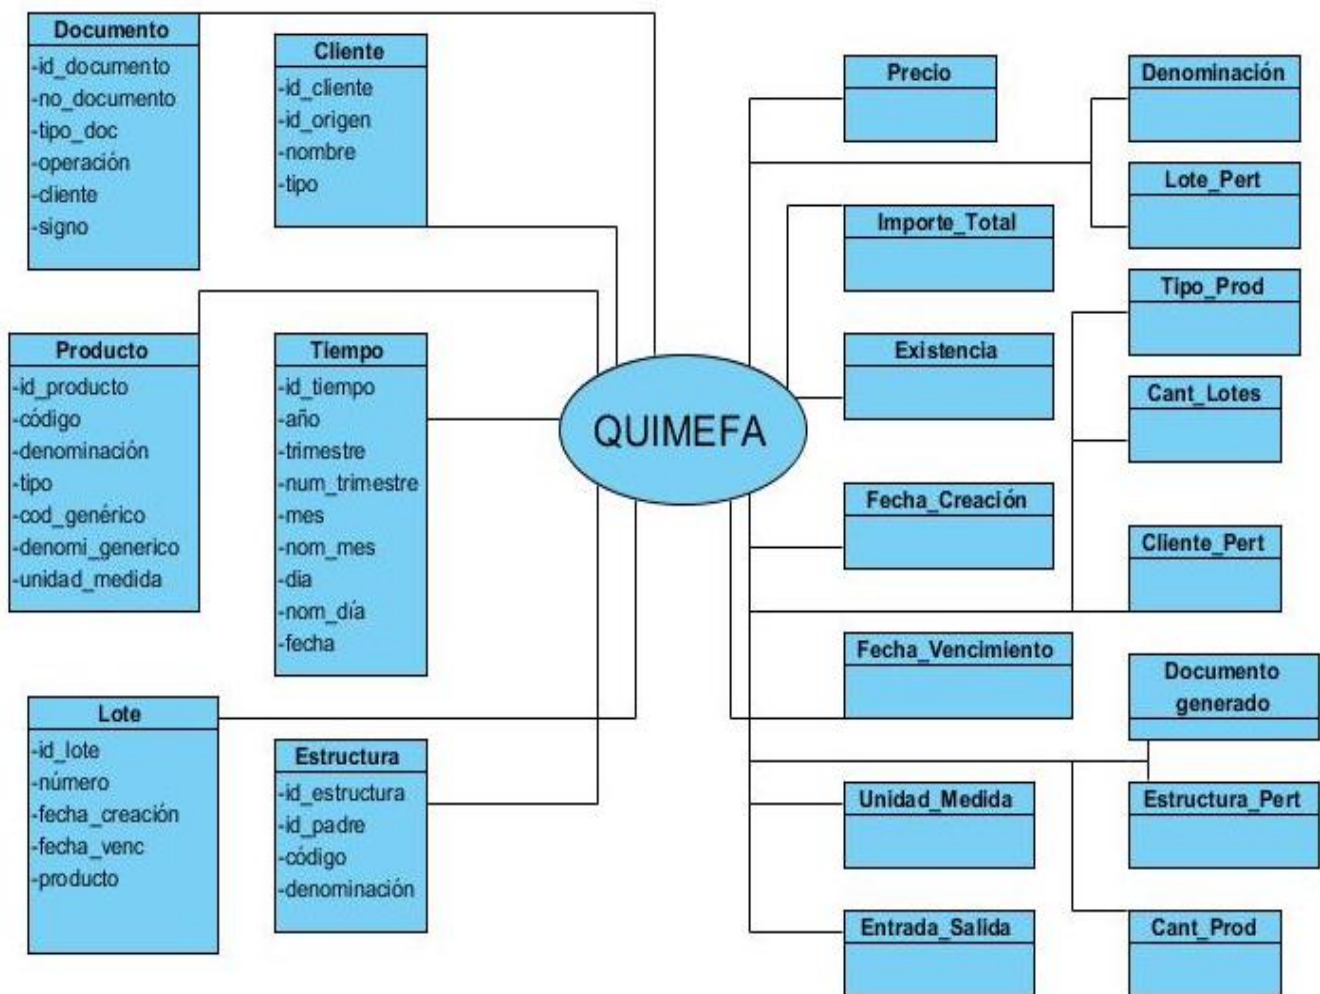 Documento
-id_documento
-no_documento
-tipo_doc
-operación
-cliente
-signo
Cliente
-id_cliente
-id_origen
-nombre
-tipo
Producto
-id_producto
-código
-denominación
-tipo
-cod_genérico
-denomi_generico
-unidad_medida
Tiempo
-id_tiempo
-año
-trimestre
-num_trimestre
-mes
-nom_mes
-dia
-nom_día
-fecha
Lote
-id_lote
-número
-fecha_creación
-fecha_venc
-producto
Estructura
-id_estructura
-id_padre
-código
-denominación
QUIMEFA
Precio
Importe_Total
Existencia
Fecha_Creación
Fecha_Vencimiento
Unidad_Medida
Entrada_Salida
Denominación
Lote_Pert
Tipo_Prod
Cant_Lotes
Cliente_Pert
Documento
generado
Estructura_Pert
Cant_Prod